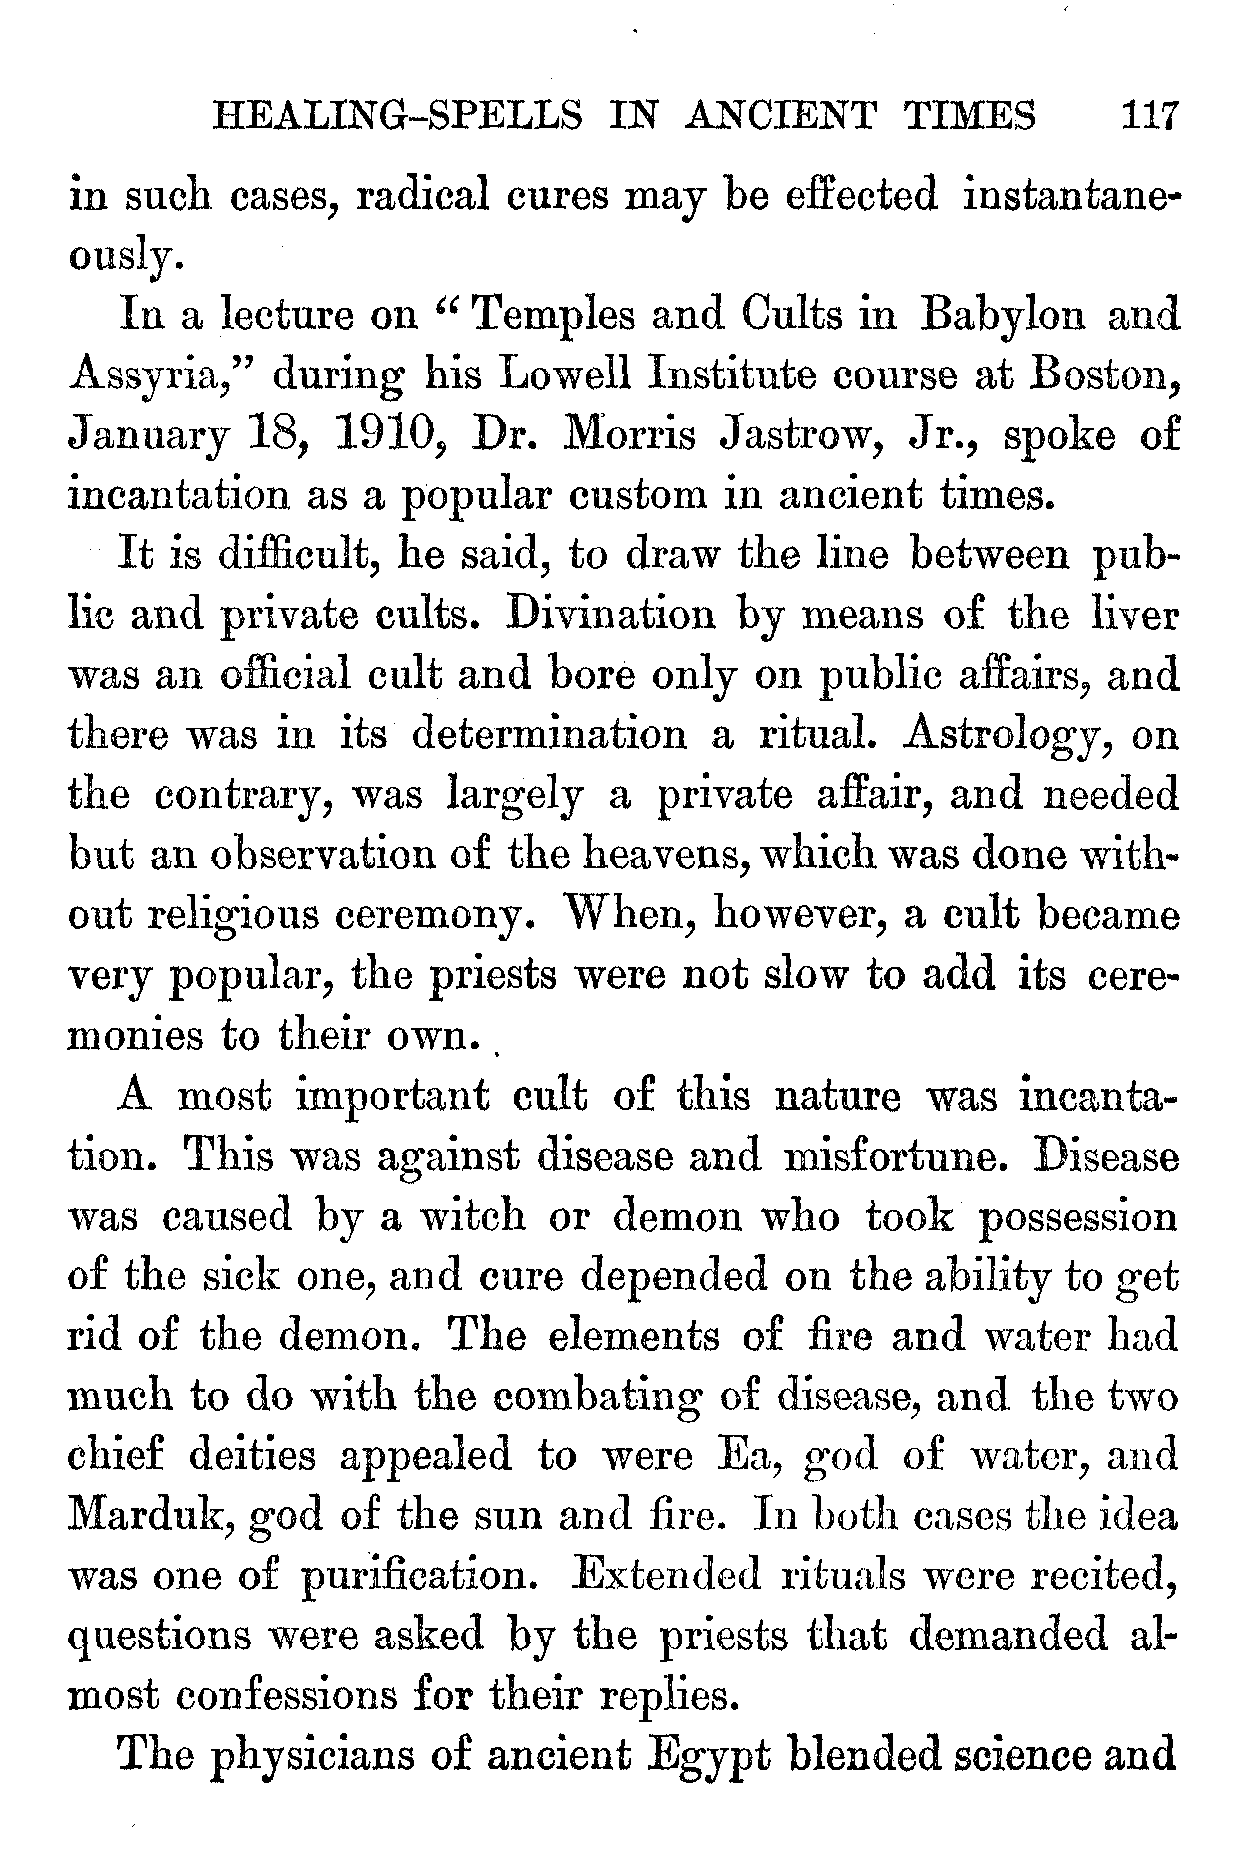 HEALING-SPELLS IN ANCIENT TIMES 117
in such cases, radical cures may be effected instantane-
ously.
In a lecture on “ Temples and Cults in Babylon and
Assyria,” during his Lowell Institute course at Boston,
January 18, 1910, Dr. Morris Jastrow, Jr., spoke of
incantation as a popular custom in ancient times.
It is difficult, he said, to draw the line between pub-
lic and private cults. Divination by means of the liver
was an official cult and bore only on public affairs, and
there was in its determination a ritual. Astrology, on
the contrary, was largely a private affair, and needed
but an observation of the heavens, which was done with-
out religious ceremony. When, however, a cult became
very popular, the priests were not slow to add its cere-
monies to their own.
A most important cult of this nature was incanta-
tion. This was against disease and misfortune. Disease
was caused by a witch or demon who took possession
of the sick one, and cure depended on the ability to get
rid of the demon. The elements of fire and water had
much to do with the combating of disease, and the two
chief deities appealed to were Ea, god of water, and
Marduk, god of the sun and fire. In both cases the idea
was one of purification. Extended rituals were recited,
questions were asked by the priests that demanded al-
most confessions for their replies.
The physicians of ancient Egypt blended science and